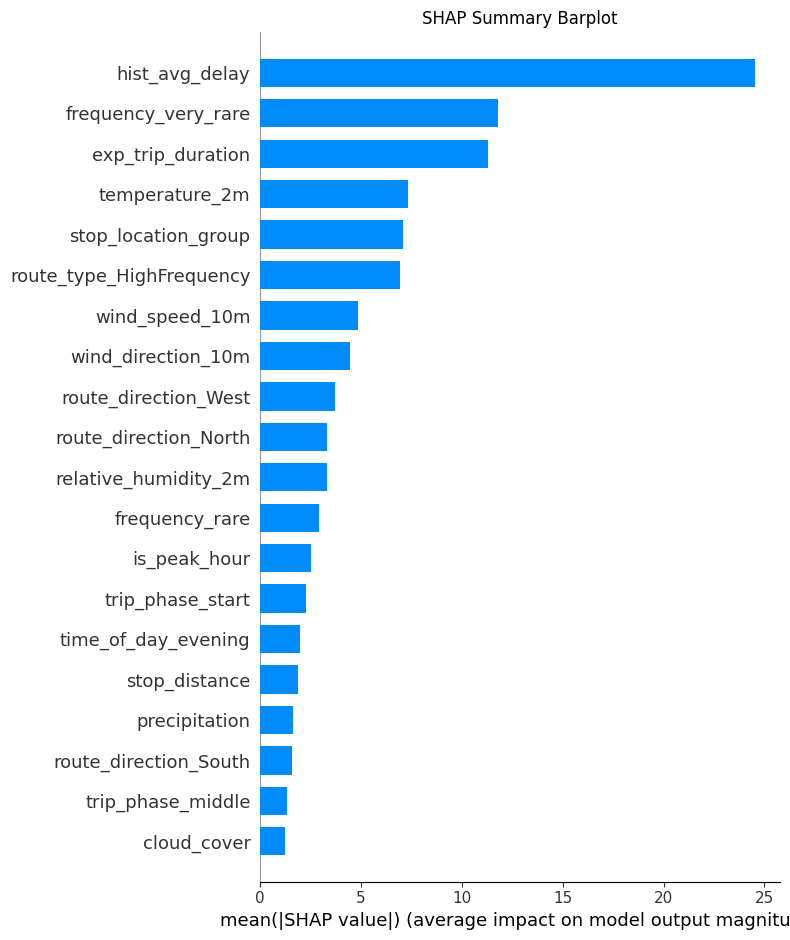 SHAP Summary Barplot
hist_avg_delay
frequency_very_rare
exp_trip_duration
temperature_2m
stop_location_group
route_type_HighFrequency
wind_speed_10m
wind_direction_10m
route_direction_West
route_direction_North
relative_humidity_2m
frequency_rare
is_peak_hour
trip_phase_start
time_of_day_evening
stop_distance
precipitation
route_direction_South
trip_phase_middle
cloud_cover
0 5 10 15 20 25
mean(|SHAP value|) (average impact on model output magnitu